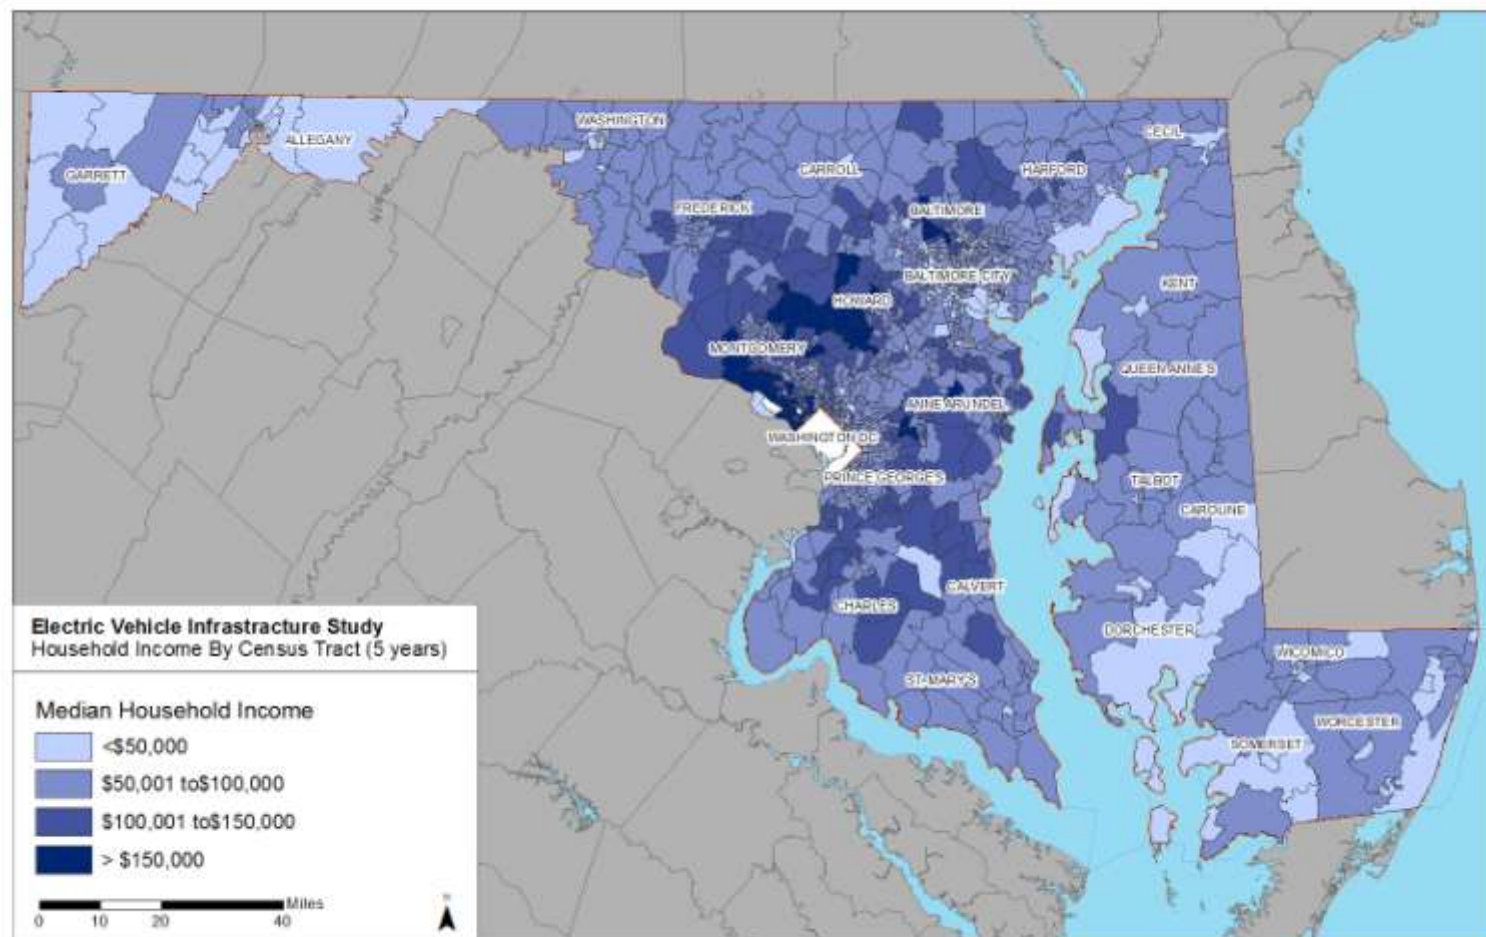 WASHINGTON
CECIL
ALLEGANY
GARRETT
CARROLL
HARFORD
FREDERICK
BALTIMORE
BALTIMORE CITY
KENT
HOWARD
MONTGOMERY
QUEEN ANNE'S
ANNE ARUNDEL
WASHINGTON DC
PRINCE GEORGES
TALBOT
CAROLINE
CALVERT
CHARLES
DORCHESTER
WICOMICO
ST-MARY'S
WORCESTER
SOMERSET
Electric Vehicle Infrastracture Study
Household Income By Census Tract (5 years)
Median Household Income
<$50,000
$50,001 to$100,000
$100,001 to$150,000
> $150,000
Miles
0 10 20 40
N